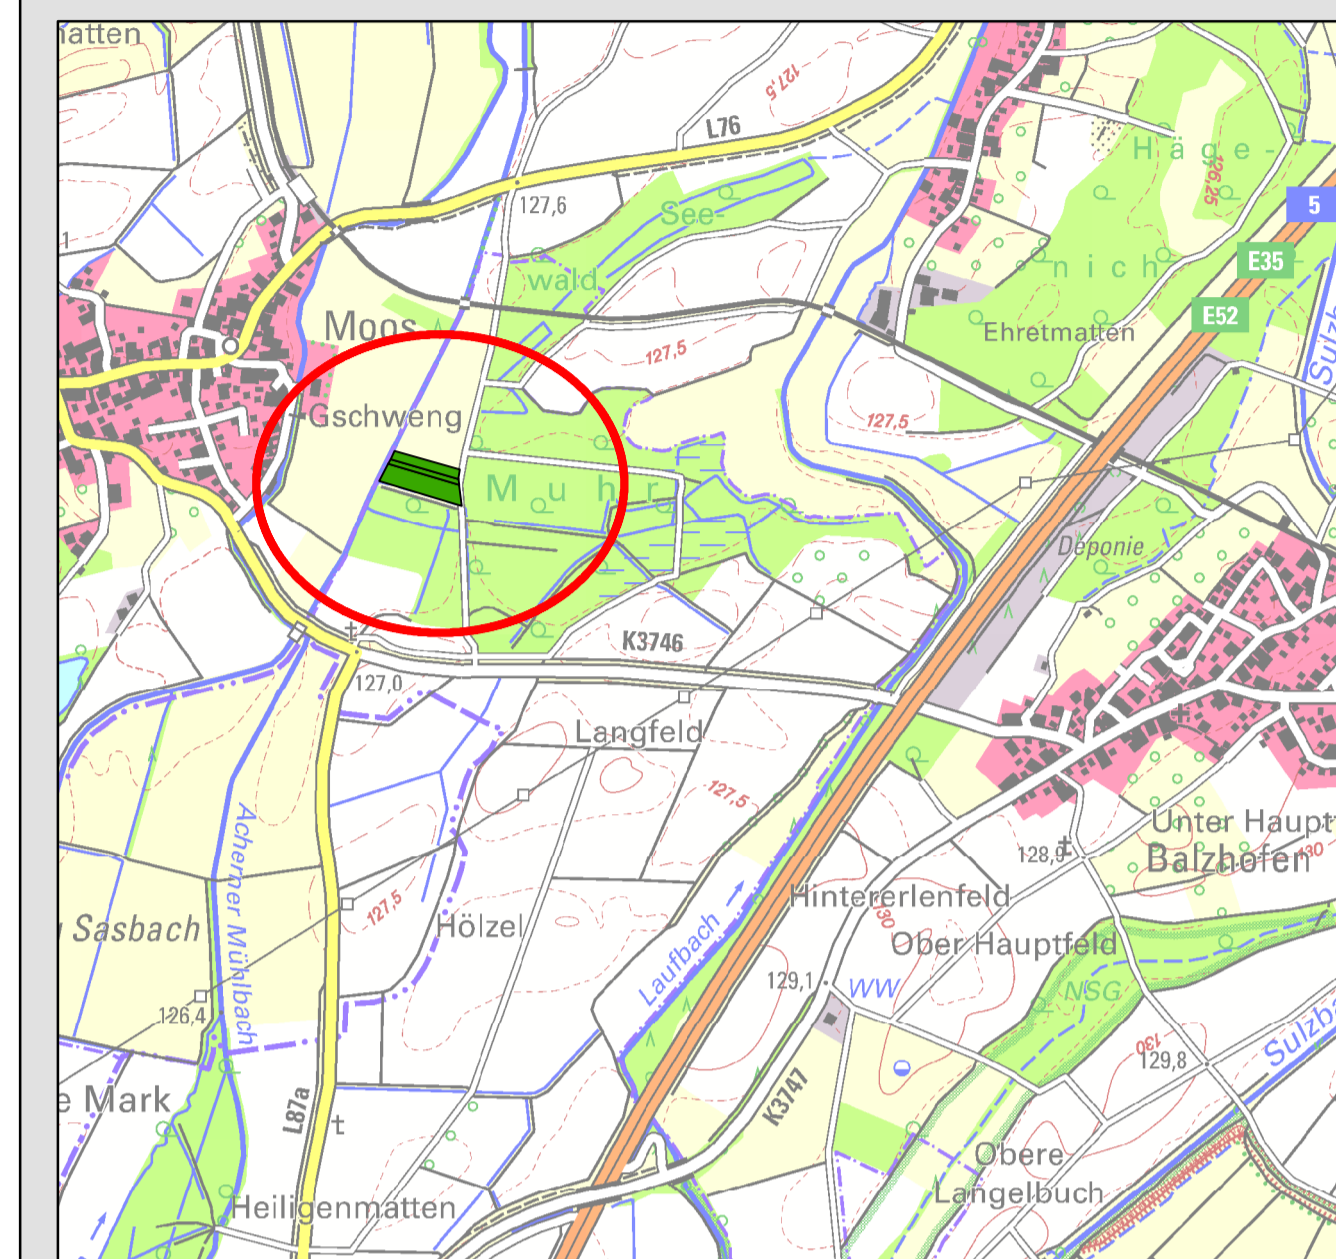 127,5
L76
Häge-
126,25
5
127,6
See-
E35
wald
nich
E52
Moos
Ehretmatten
127,5
Gschweng
127,5
Muhr
Deponie
K3746
127,0
Langfeld
127,5
Unter Haupt
128,9
Balzhofen
130
Acherner Mühlbach
Hintererlenfeld
127,5
130
Sasbach
Hölzel
Ober Hauptfeld
Laufbach
129,1
WW
NSG
126,4
130
129,8
Sulzb
e Mark
K3747
L87a
Obere
Langelbuch
Heiligenmatten